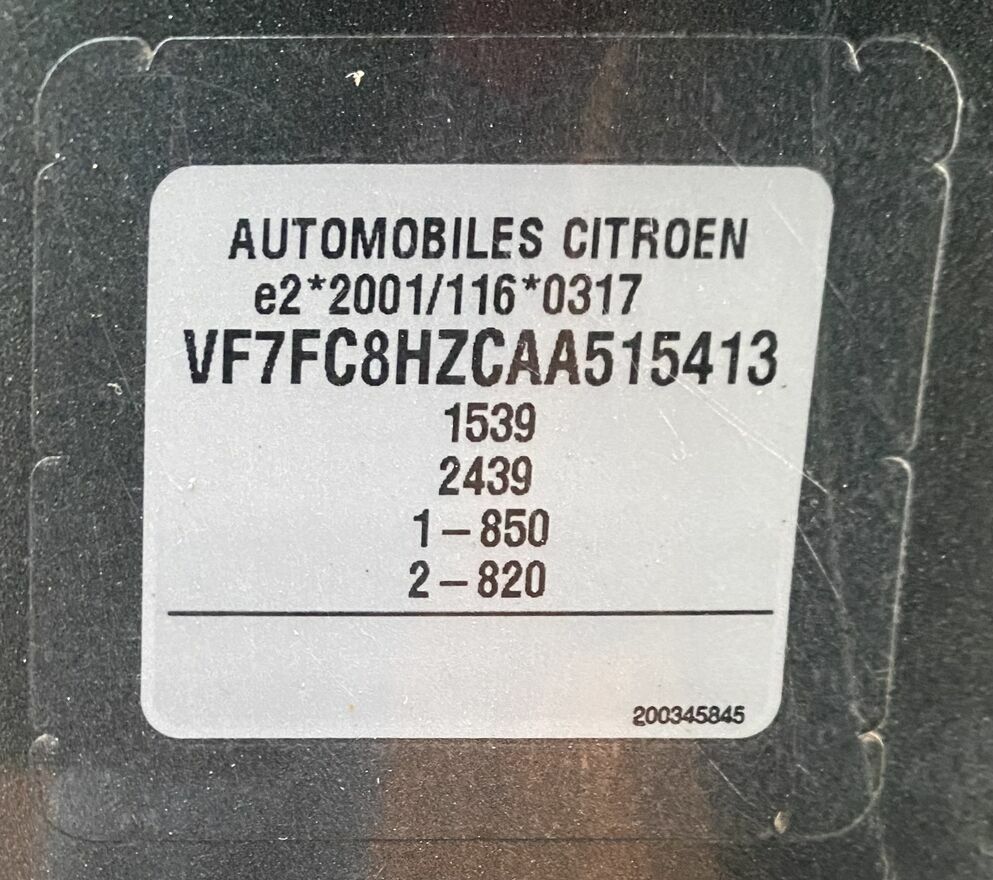 AUTOMOBILES CITROEN
e2*2001/116*0317
VF7FC8HZCAA515413
1539
2439
1–850
2–820
200345845